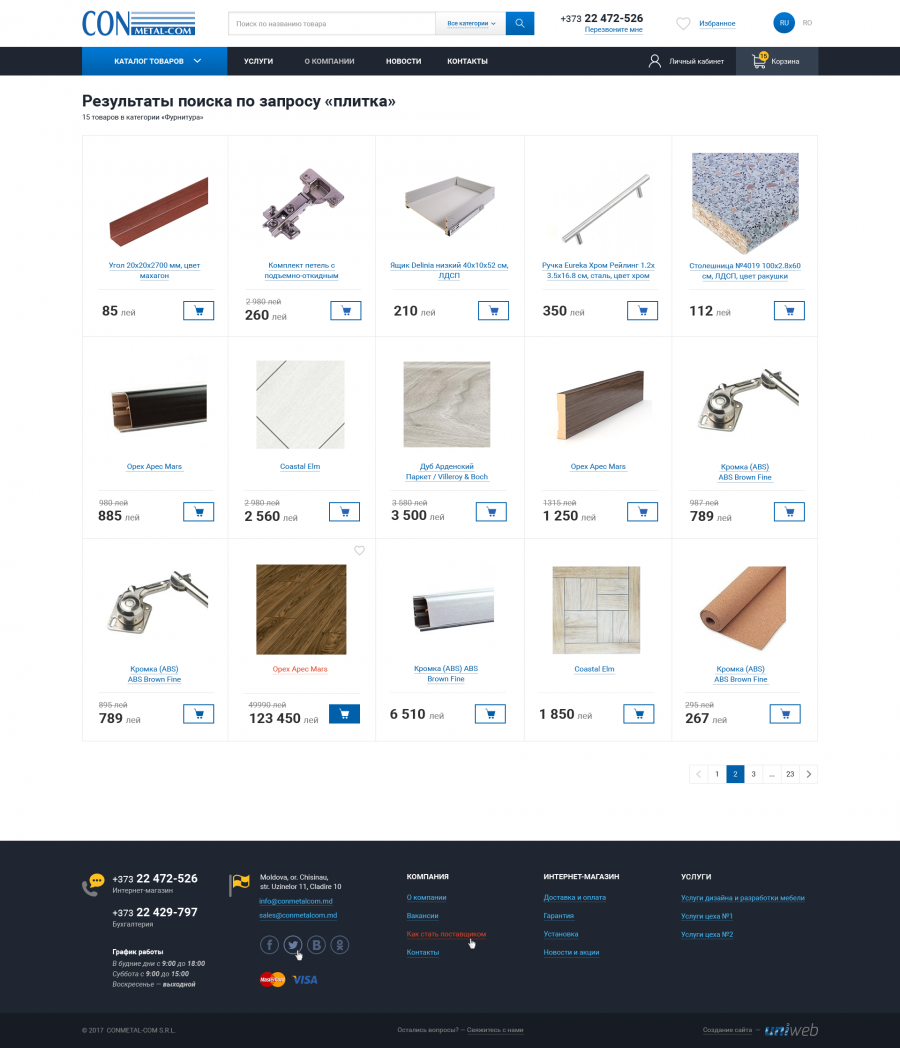 CON
METAL-COM
Поиск по названию товара
Все категории
+373 22 472-526
Перезвоните мне
Избранное
RU
RO
КАТАЛОГ ТОВАРОВ
УСЛУГИ
О КОМПАНИИ
НОВОСТИ
КОНТАКТЫ
Личный кабинет
15
Корзина
Результаты поиска по запросу «плитка»
15 товаров в категории «Фурнитура»
Угол 20х20х2700 мм, цвет
махагон
85 лей
Комплект петель с
подъемно-откидным
2 980 лей
260 лей
Ящик Delinia низкий 40х10х52 см,
ЛДСП
210 лей
Ручка Eureka Хром Рейлинг 1.2х
3.5х16.8 см, сталь, цвет хром
350 лей
Столешница №4019 100х2.8х60
см, ЛДСП, цвет ракушки
112 лей
Орех Арес Mars
980 лей
885 лей
Coastal Elm
2 980 лей
2 560 лей
Дуб Арденский
Паркет / Villeroy & Boch
3 580 лей
3 500 лей
Орех Арес Mars
1315 лей
1 250 лей
Кромка (ABS)
ABS Brown Fine
987 лей
789 лей
Кромка (ABS)
ABS Brown Fine
895 лей
789 лей
Орех Арес Mars
49990 лей
123 450 лей
Кромка (ABS) ABS
Brown Fine
6 510 лей
Coastal Elm
1 850 лей
Кромка (ABS)
ABS Brown Fine
295 лей
267 лей
1 2 3 ... 23
+373 22 472-526
Интернет-магазин
+373 22 429-797
Бухгалтерия
График работы
В будние дни с 9:00 до 18:00
Суббота с 9:00 до 15:00
Воскресенье — выходной
Moldova, or. Chisinau,
str. Uzinelor 11, Cladire 10
info@conmetalcom.md
sales@conmetalcom.md
MasterCard
VISA
КОМПАНИЯ
О компании
Вакансии
Как стать поставщиком
Контакты
ИНТЕРНЕТ-МАГАЗИН
Доставка и оплата
Гарантия
Установка
Новости и акции
УСЛУГИ
Услуги дизайна и разработки мебели
Услуги цеха №1
Услуги цеха №2
© 2017 CONMETAL-COM S.R.L.
Остались вопросы? — Свяжитесь с нами
Создание сайта — uniweb